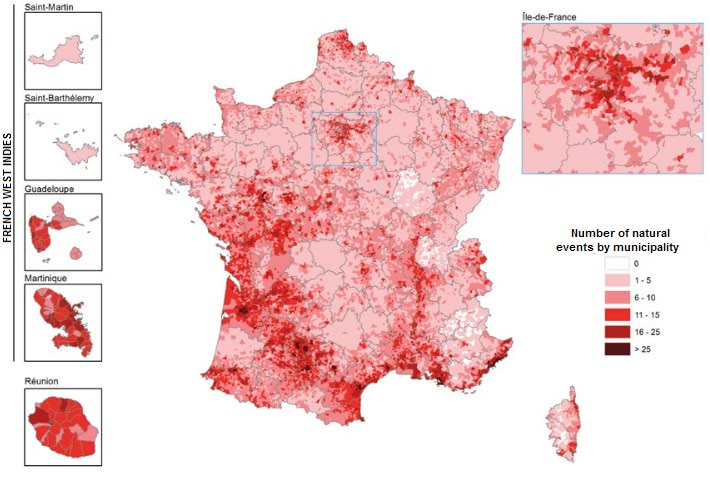 Saint-Martin
Saint-Barthélemy
FRENCH WEST INDIES
Guadeloupe
Martinique
Réunion
Île-de-France
Number of natural
events by municipality
0
1 - 5
6 - 10
11 - 15
16 - 25
> 25